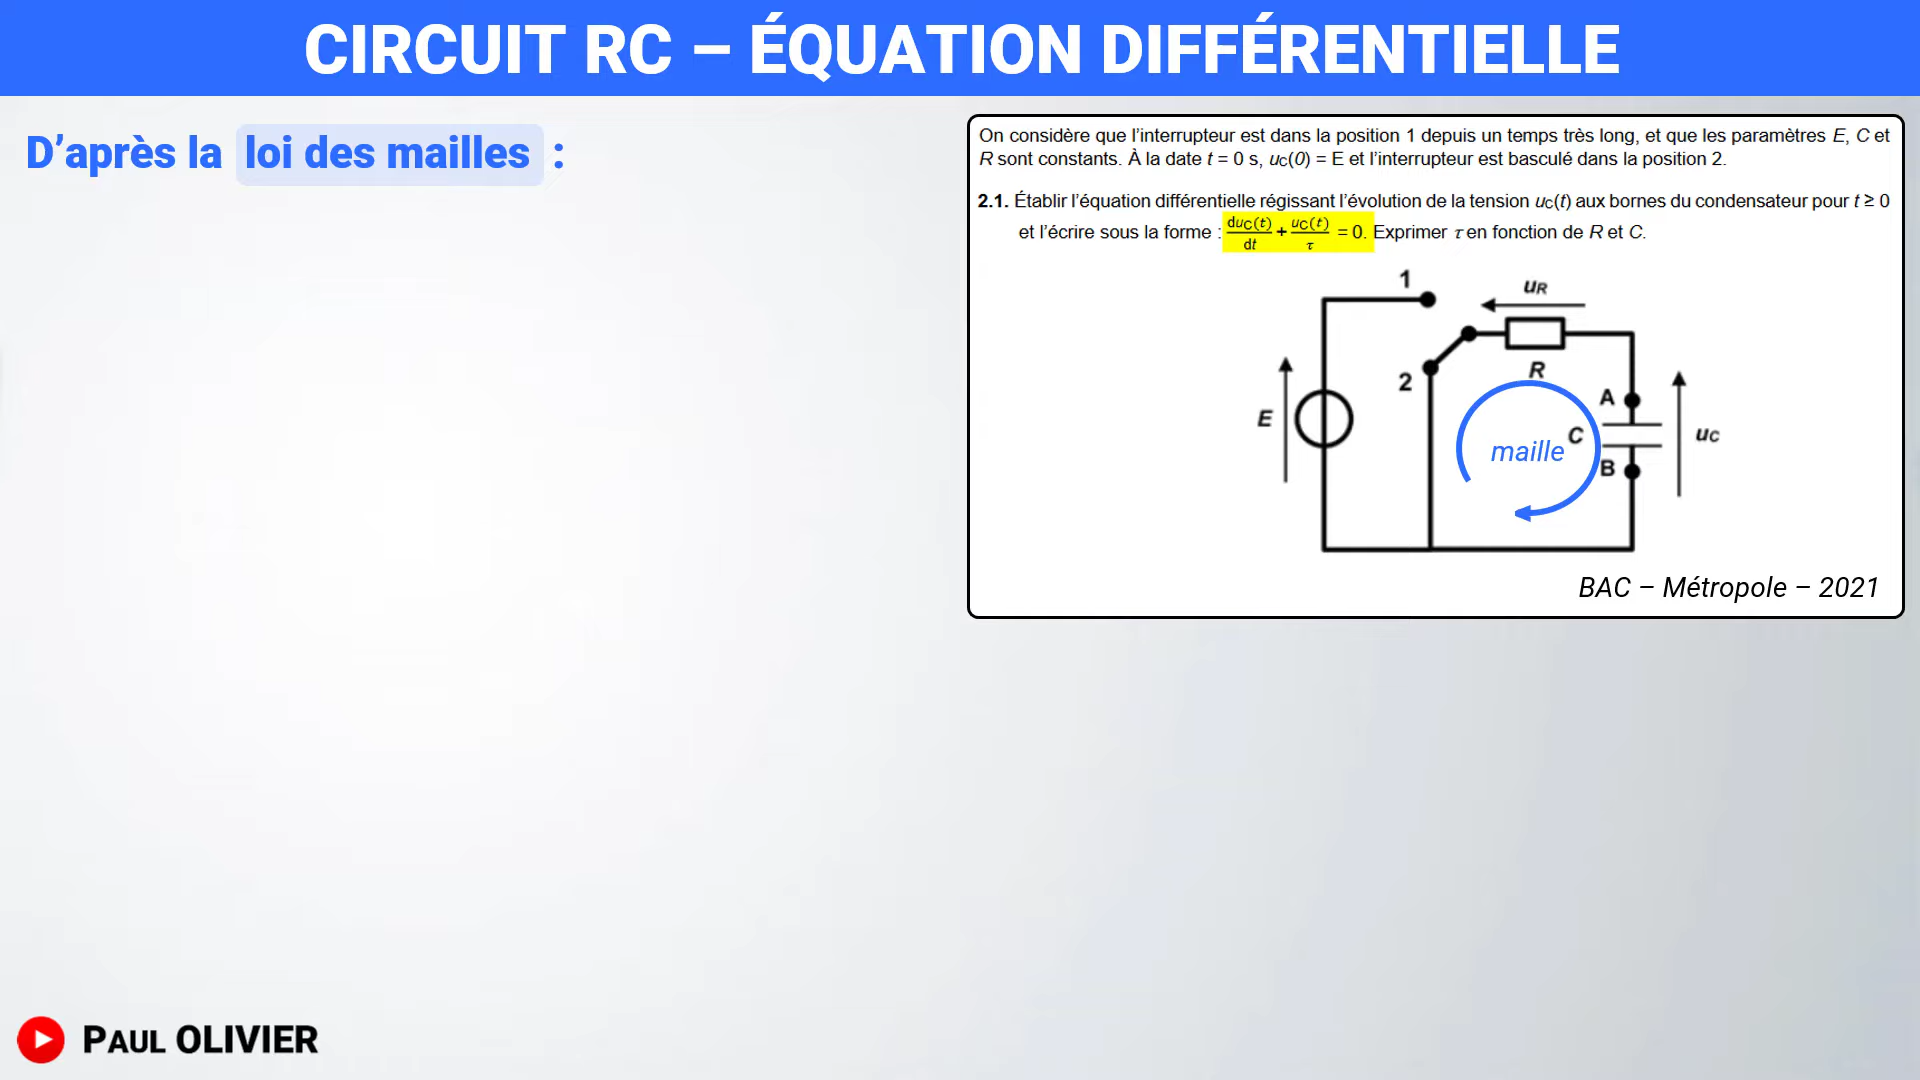 CIRCUIT RC – ÉQUATION DIFFÉRENTIELLE
D’après la loi des mailles :
On considère que l’interrupteur est dans la position 1 depuis un temps très long, et que les paramètres E, C et
R sont constants. À la date t = 0 s, uC(0) = E et l’interrupteur est basculé dans la position 2.
2.1. Établir l’équation différentielle régissant l’évolution de la tension uC(t) aux bornes du condensateur pour t ≥ 0
et l’écrire sous la forme : duC(t)/dt + uC(t)/τ = 0. Exprimer τ en fonction de R et C.
1
uR
2
R
A
E
C
uC
maille
B
BAC – Métropole – 2021
PAUL OLIVIER